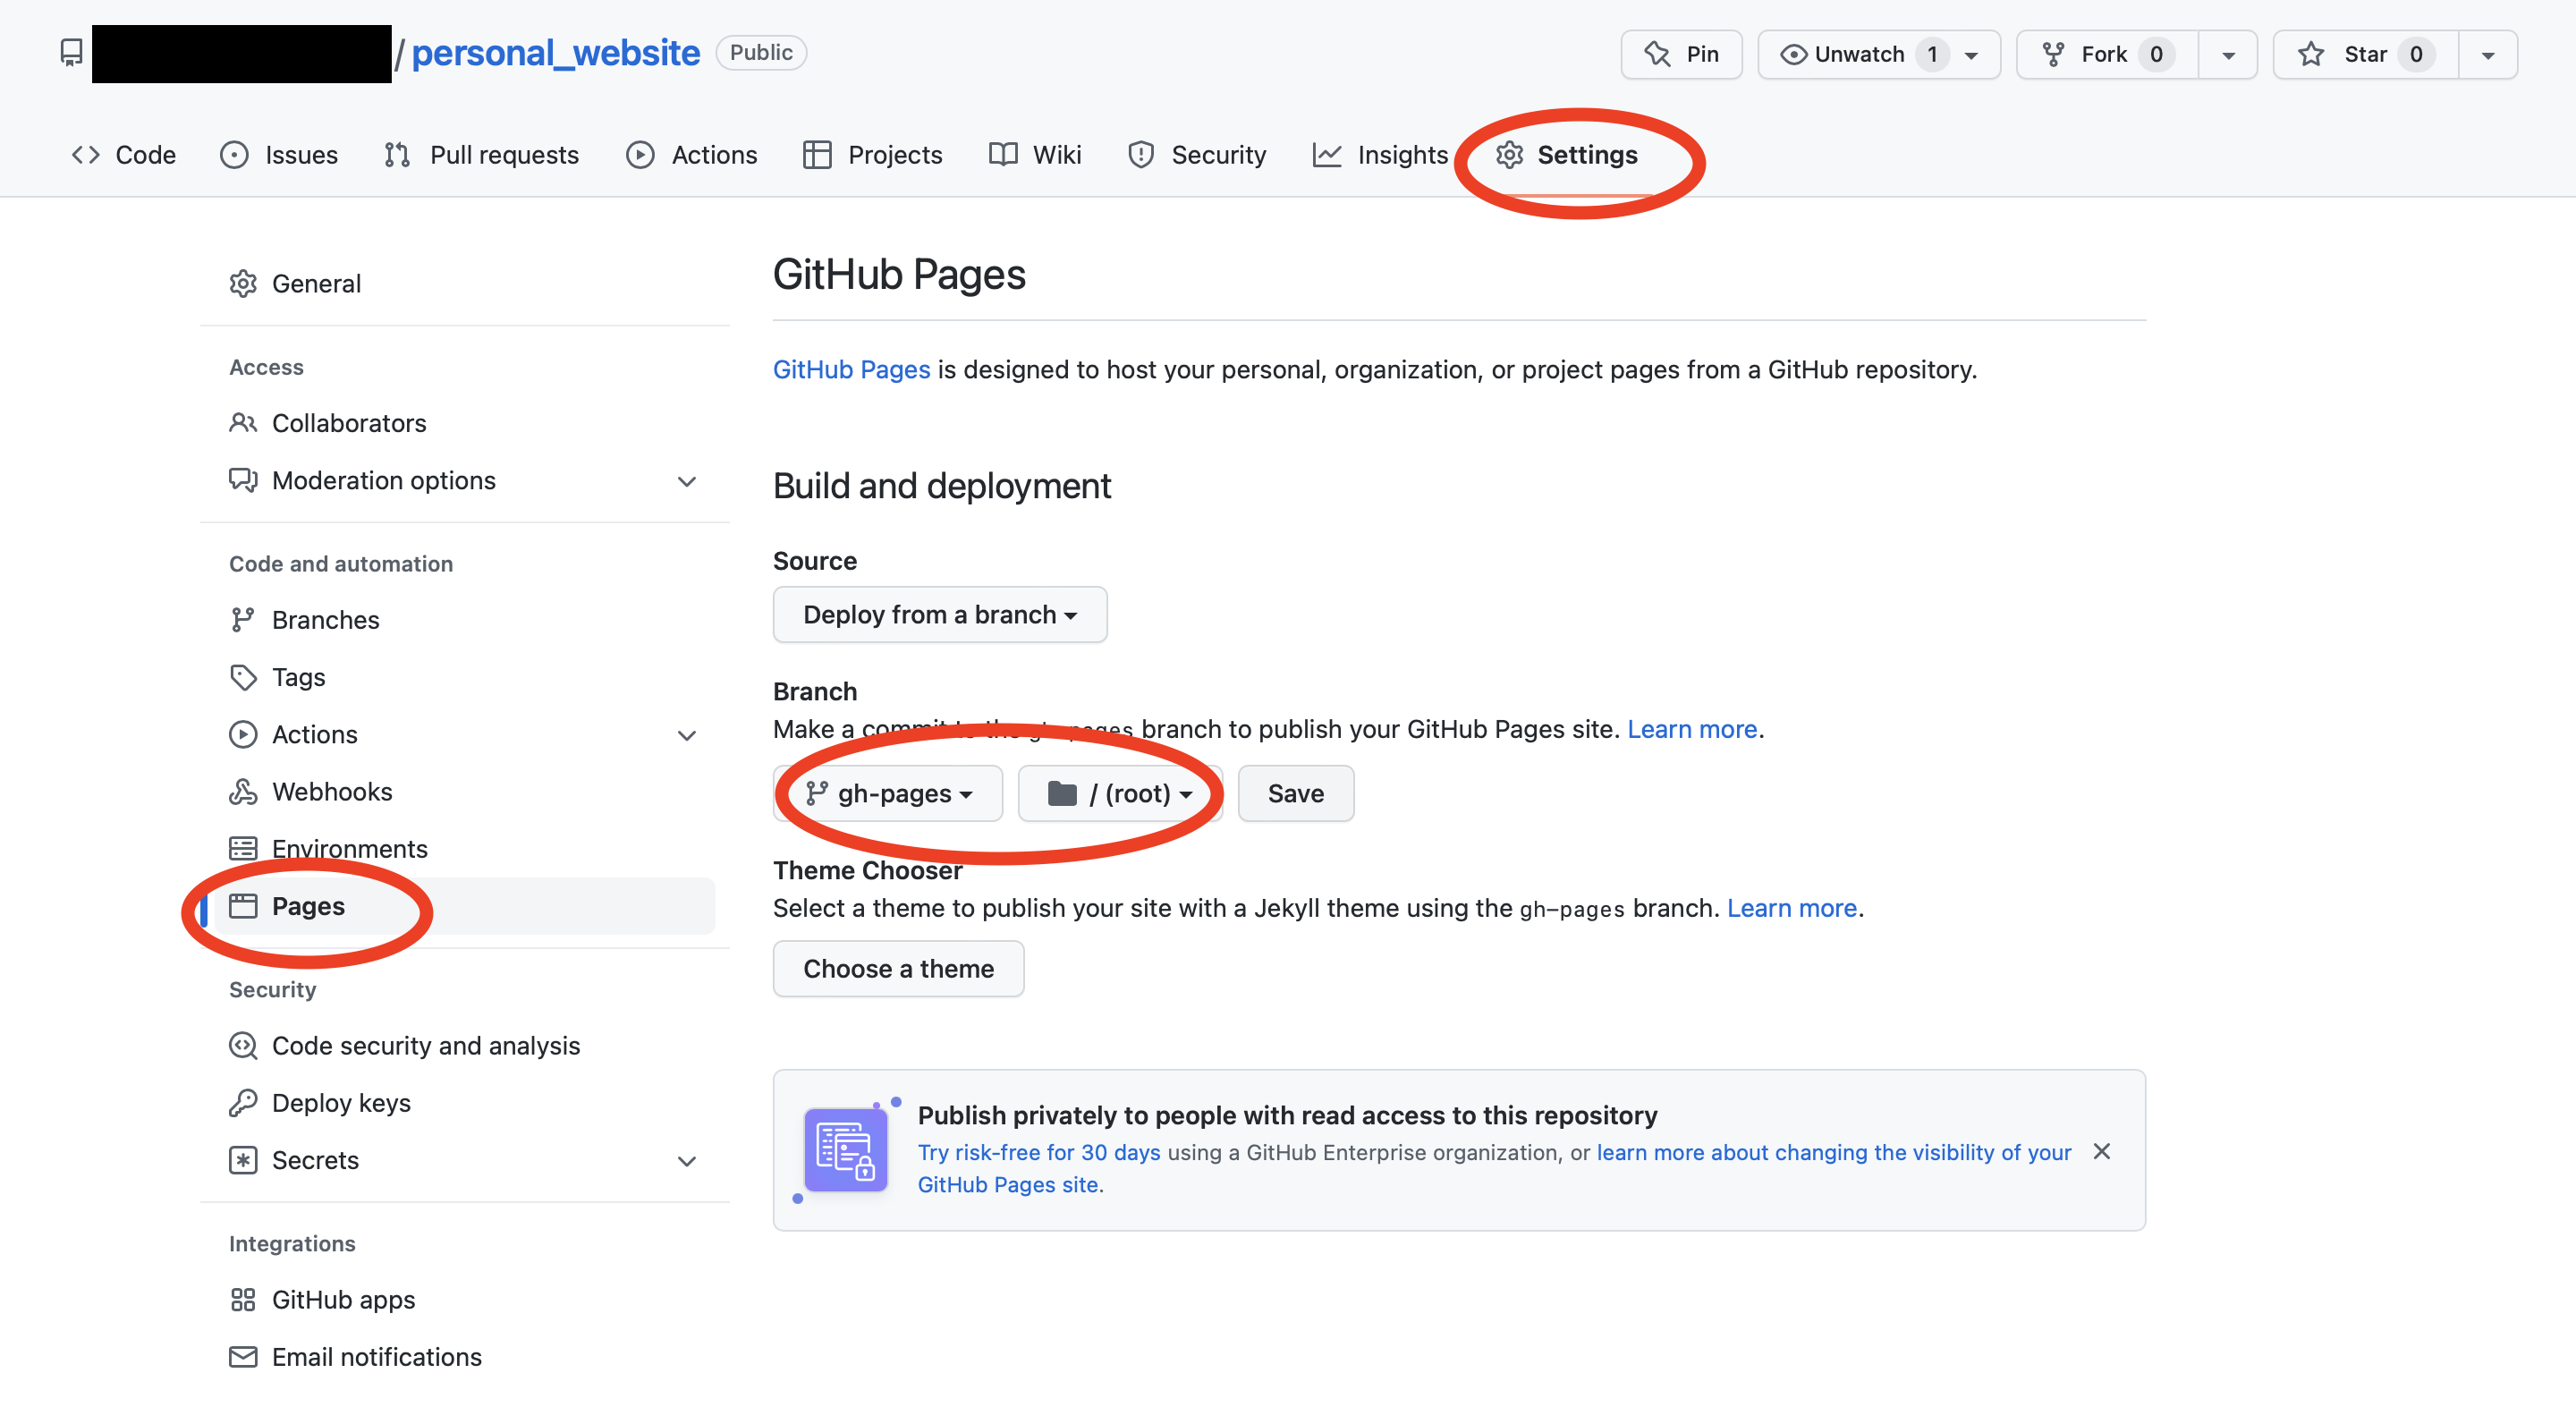 / personal_website Public Pin Unwatch 1 Fork 0 Star 0
Code Issues Pull requests Actions Projects Wiki Security Insights Settings
General
Access
Collaborators
Moderation options
Code and automation
Branches
Tags
Actions
Webhooks
Environments
Pages
Security
Code security and analysis
Deploy keys
Secrets
Integrations
GitHub apps
Email notifications
GitHub Pages
GitHub Pages is designed to host your personal, organization, or project pages from a GitHub repository.
Build and deployment
Source
Deploy from a branch
Branch
Make a commit to the gh-pages branch to publish your GitHub Pages site. Learn more.
gh-pages / (root) Save
Theme Chooser
Select a theme to publish your site with a Jekyll theme using the gh-pages branch. Learn more.
Choose a theme
Publish privately to people with read access to this repository
Try risk-free for 30 days using a GitHub Enterprise organization, or learn more about changing the visibility of your
GitHub Pages site.